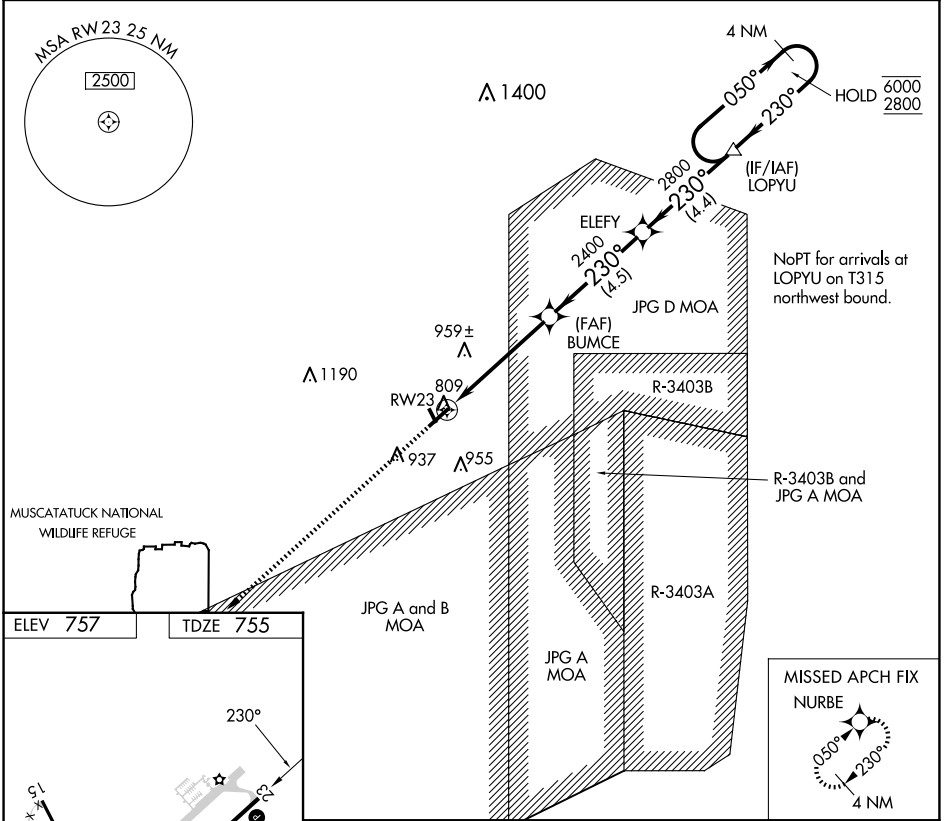 MSA RW23 25 NM
2500
1400
4 NM
050°
230°
HOLD
6000
2800
(IF/IAF)
LOPYU
2800
230°
(4.4)
ELEFY
2400
230°
(4.5)
NoPT for arrivals at
LOPYU on T315
northwest bound.
JPG D MOA
(FAF)
BUMCE
959±
1190
809
RW23
R-3403B
937
955
R-3403B and
JPG A MOA
MUSCATATUCK NATIONAL
WILDLIFE REFUGE
R-3403A
JPG A and B
MOA
JPG A
MOA
ELEV 757
TDZE 755
230°
23
15
P
MISSED APCH FIX
NURBE
050°
230°
4 NM